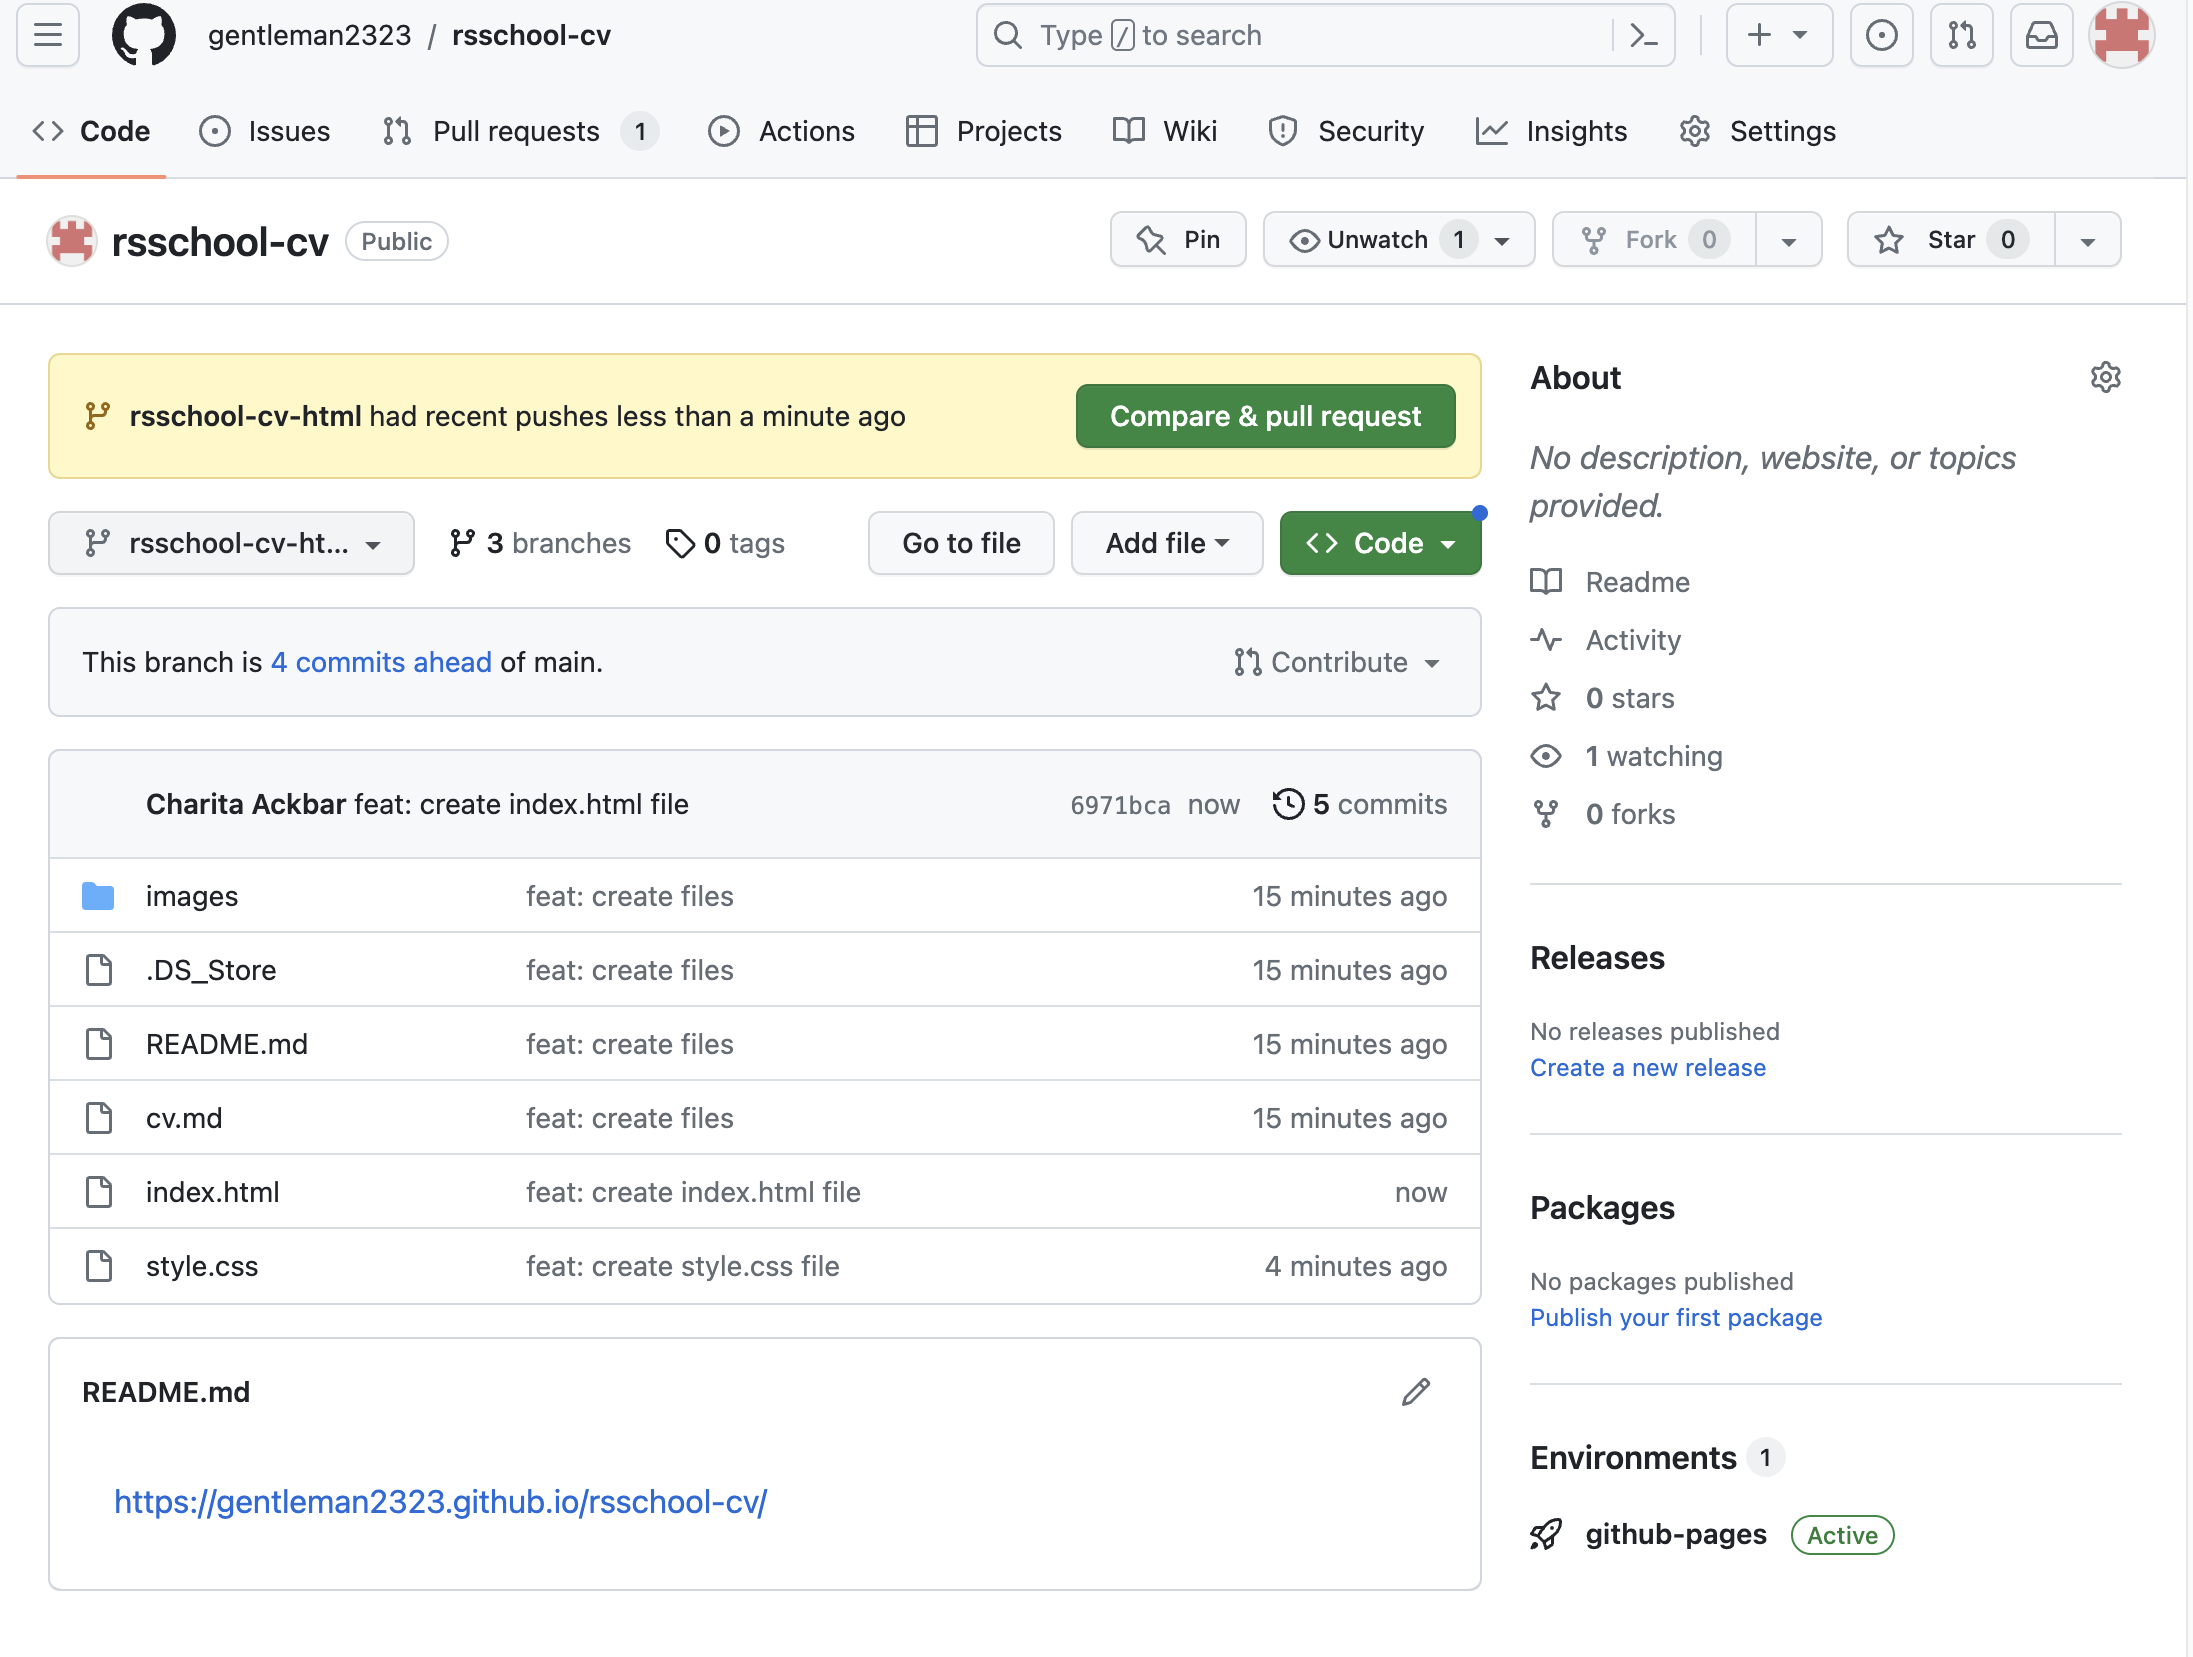 gentleman2323 / rsschool-cv
Type / to search
Code
Issues
Pull requests 1
Actions
Projects
Wiki
Security
Insights
Settings
rsschool-cv Public
Pin
Unwatch 1
Fork 0
Star 0
rsschool-cv-html had recent pushes less than a minute ago
Compare & pull request
rsschool-cv-ht...
3 branches
0 tags
Go to file
Add file
Code
This branch is 4 commits ahead of main.
Contribute
Charita Ackbar feat: create index.html file 6971bca now 5 commits
images feat: create files 15 minutes ago
.DS_Store feat: create files 15 minutes ago
README.md feat: create files 15 minutes ago
cv.md feat: create files 15 minutes ago
index.html feat: create index.html file now
style.css feat: create style.css file 4 minutes ago
README.md
https://gentleman2323.github.io/rsschool-cv/
About
No description, website, or topics
provided.
Readme
Activity
0 stars
1 watching
0 forks
Releases
No releases published
Create a new release
Packages
No packages published
Publish your first package
Environments 1
github-pages Active